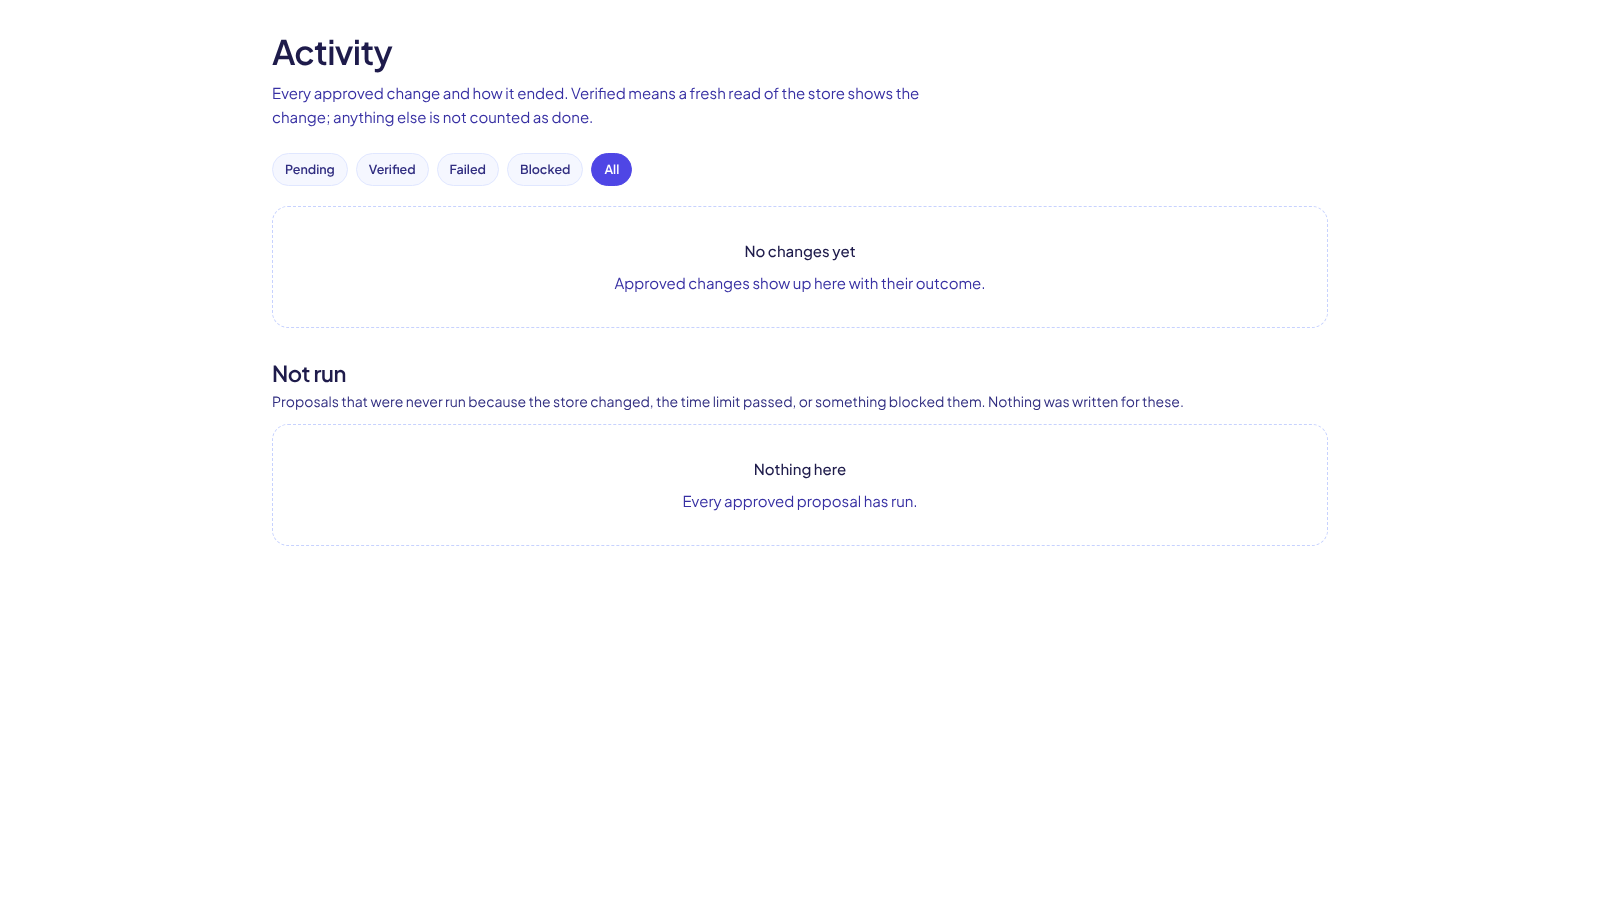 Activity
Every approved change and how it ended. Verified means a fresh read of the store shows the
change; anything else is not counted as done.
Pending
Verified
Failed
Blocked
All
No changes yet
Approved changes show up here with their outcome.
Not run
Proposals that were never run because the store changed, the time limit passed, or something blocked them. Nothing was written for these.
Nothing here
Every approved proposal has run.